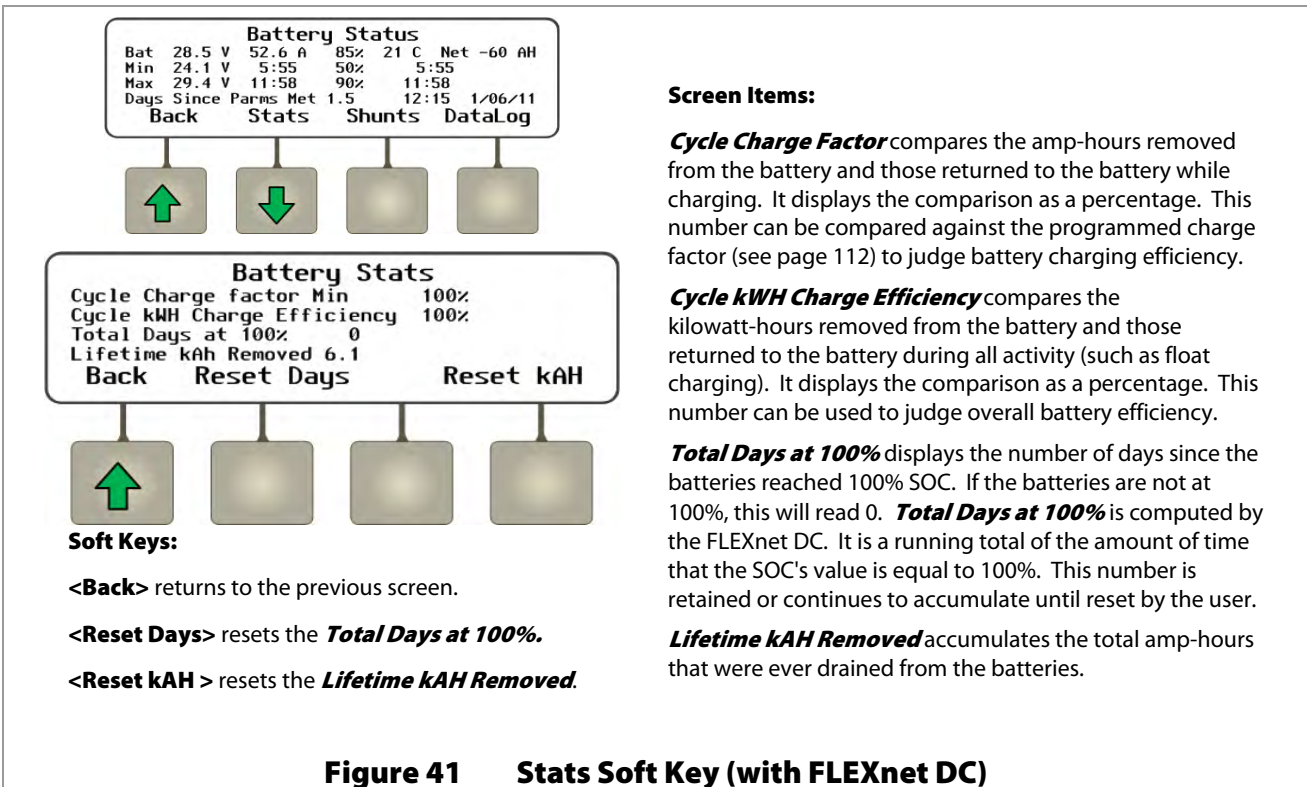 Battery Status
Bat 28.5 V 52.6 A 85% 21 C Net -60 AH
Min 24.1 V 5:55 50% 5:55
Max 29.4 V 11:58 90% 11:58
Days Since Parms Met 1.5 12:15 1/06/11
Back Stats Shunts DataLog
Battery Stats
Cycle Charge factor Min 100%
Cycle kWH Charge Efficiency 100%
Total Days at 100% 0
Lifetime kAh Removed 6.1
Back Reset Days Reset kAH
Soft Keys:
<Back> returns to the previous screen.
<Reset Days> resets the Total Days at 100%.
<Reset kAH > resets the Lifetime kAH Removed.
Screen Items:
Cycle Charge Factor compares the amp-hours removed
from the battery and those returned to the battery while
charging. It displays the comparison as a percentage. This
number can be compared against the programmed charge
factor (see page 112) to judge battery charging efficiency.
Cycle kWH Charge Efficiency compares the
kilowatt-hours removed from the battery and those
returned to the battery during all activity (such as float
charging). It displays the comparison as a percentage. This
number can be used to judge overall battery efficiency.
Total Days at 100% displays the number of days since the
batteries reached 100% SOC. If the batteries are not at
100%, this will read 0. Total Days at 100% is computed by
the FLEXnet DC. It is a running total of the amount of time
that the SOC's value is equal to 100%. This number is
retained or continues to accumulate until reset by the user.
Lifetime kAH Removed accumulates the total amp-hours
that were ever drained from the batteries.
Figure 41 Stats Soft Key (with FLEXnet DC)